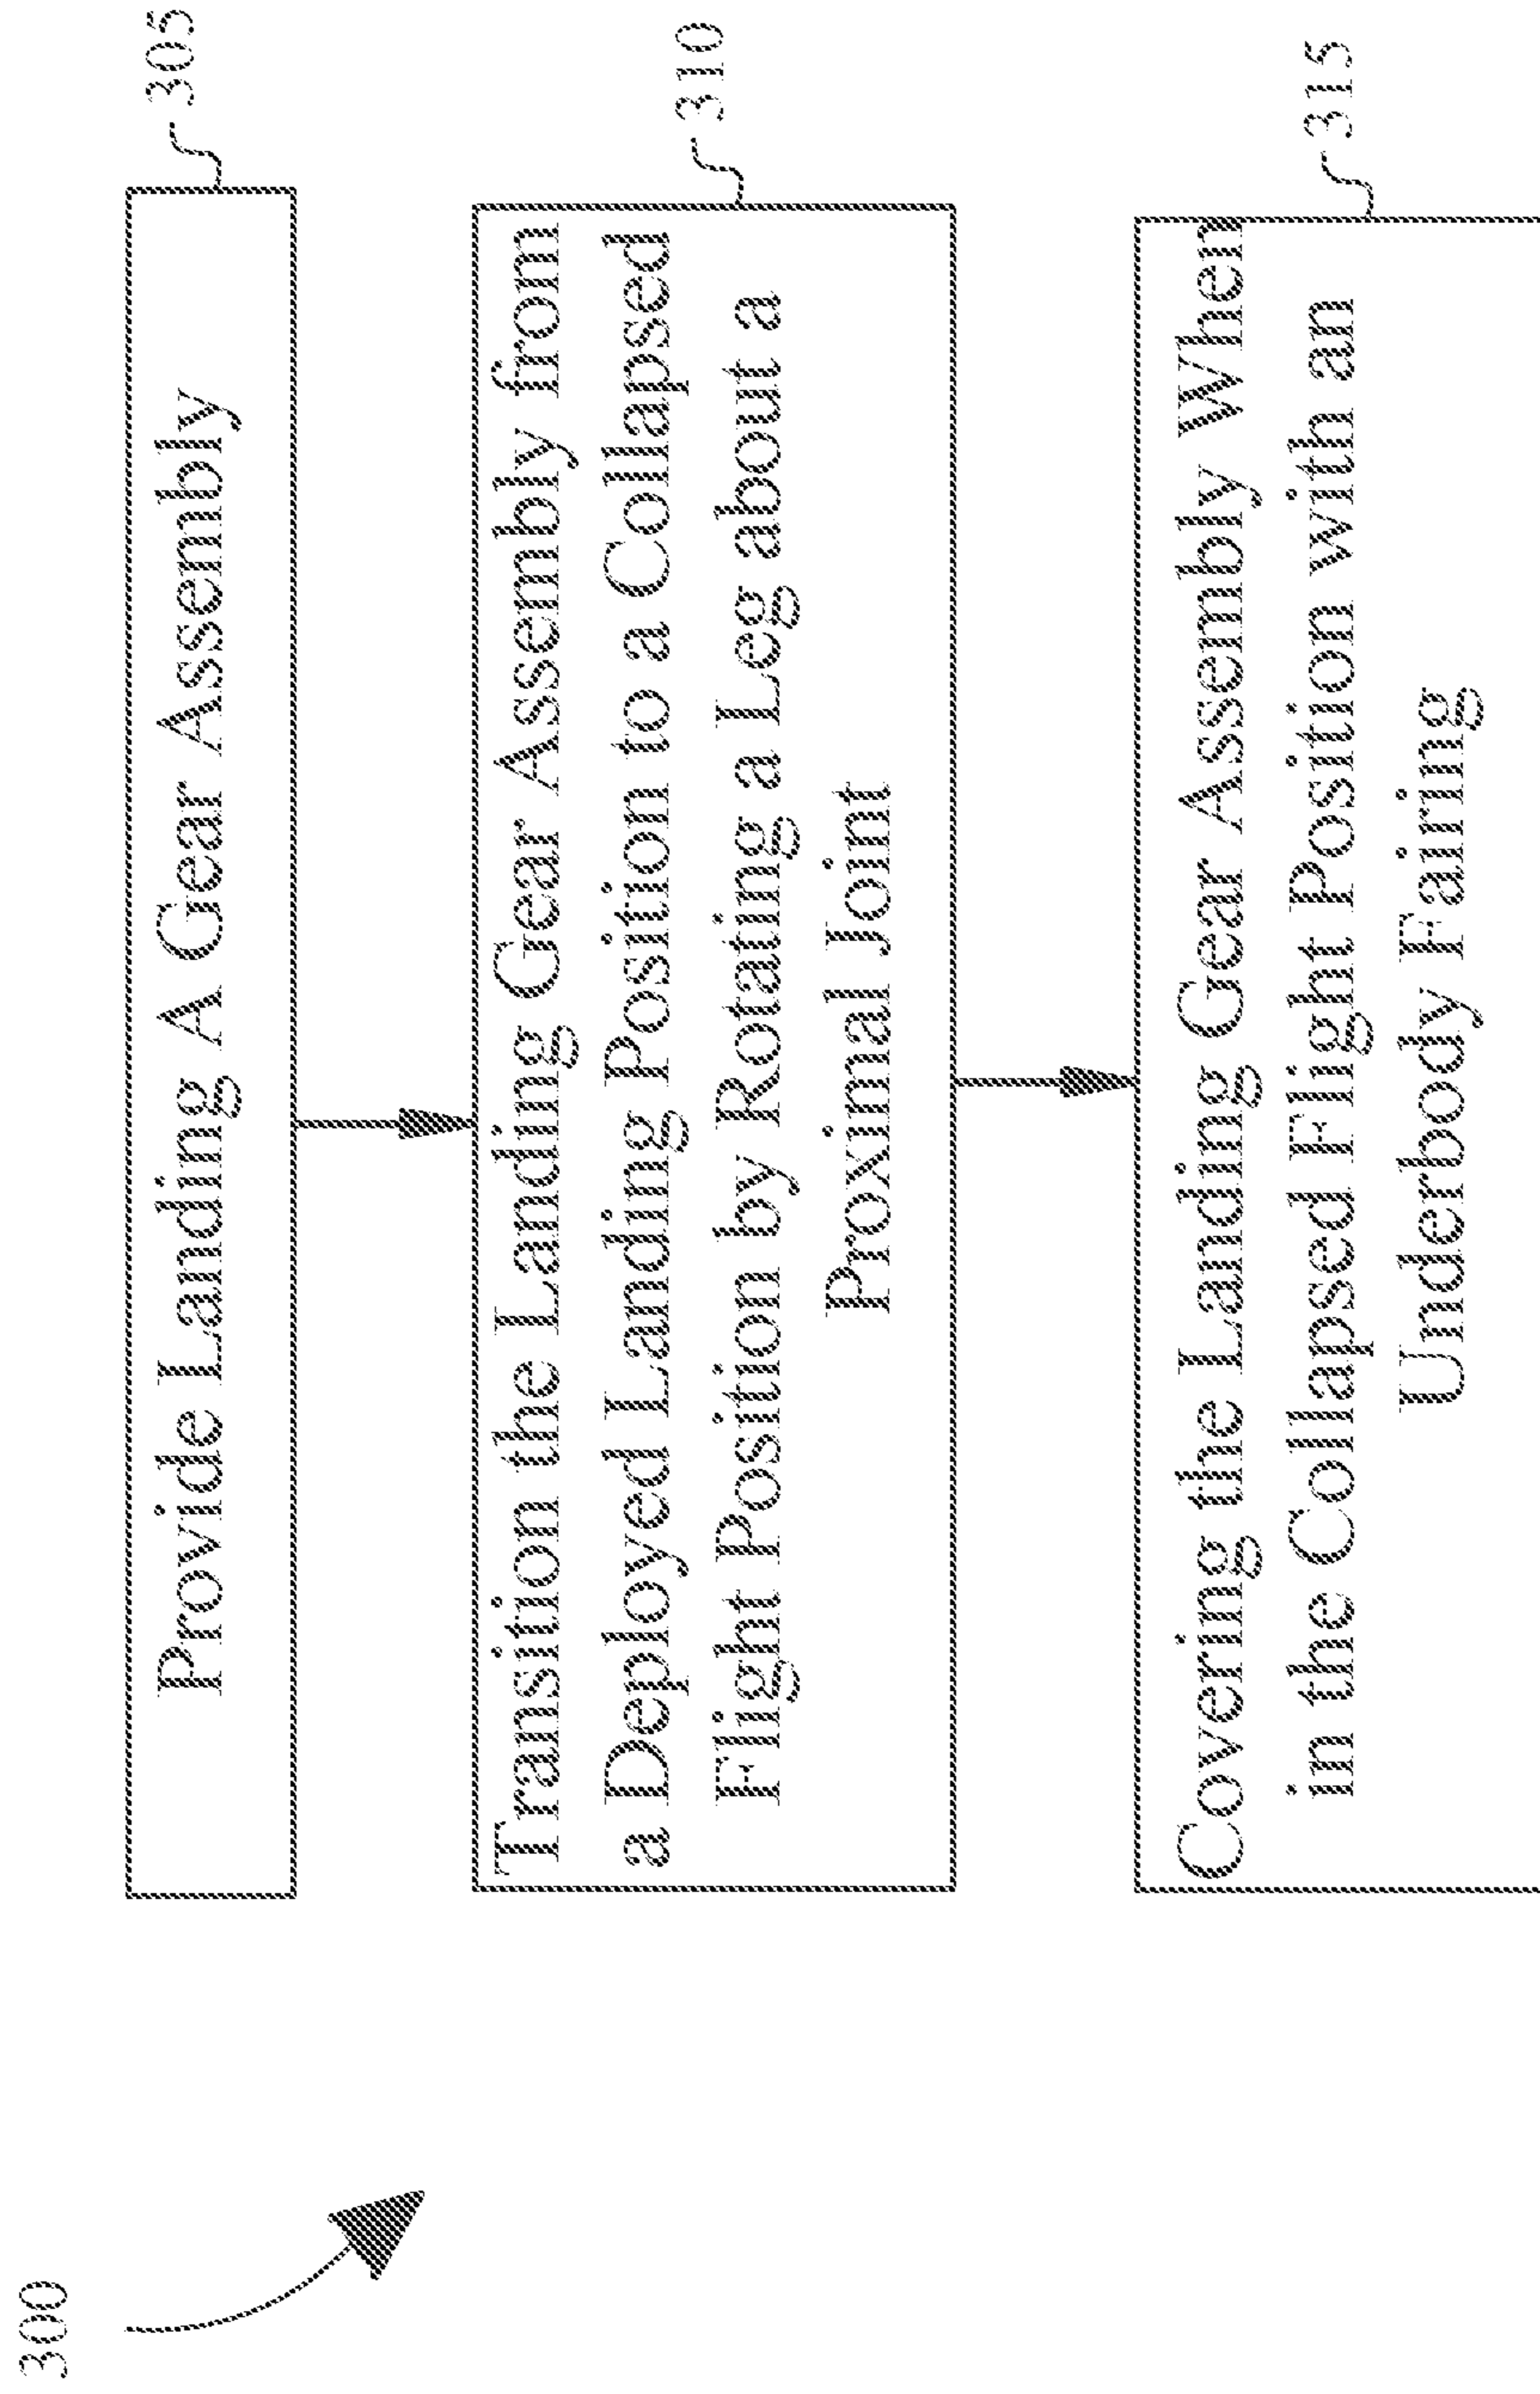 300
Provide Landing A Gear Assembly
305
Transition the Landing Gear Assembly from
a Deployed Landing Position to a Collapsed
Flight Position by Rotating a Leg about a
Proximal Joint
310
Covering the Landing Gear Assembly When
in the Collapsed Flight Position with an
Underbody Fairing
315